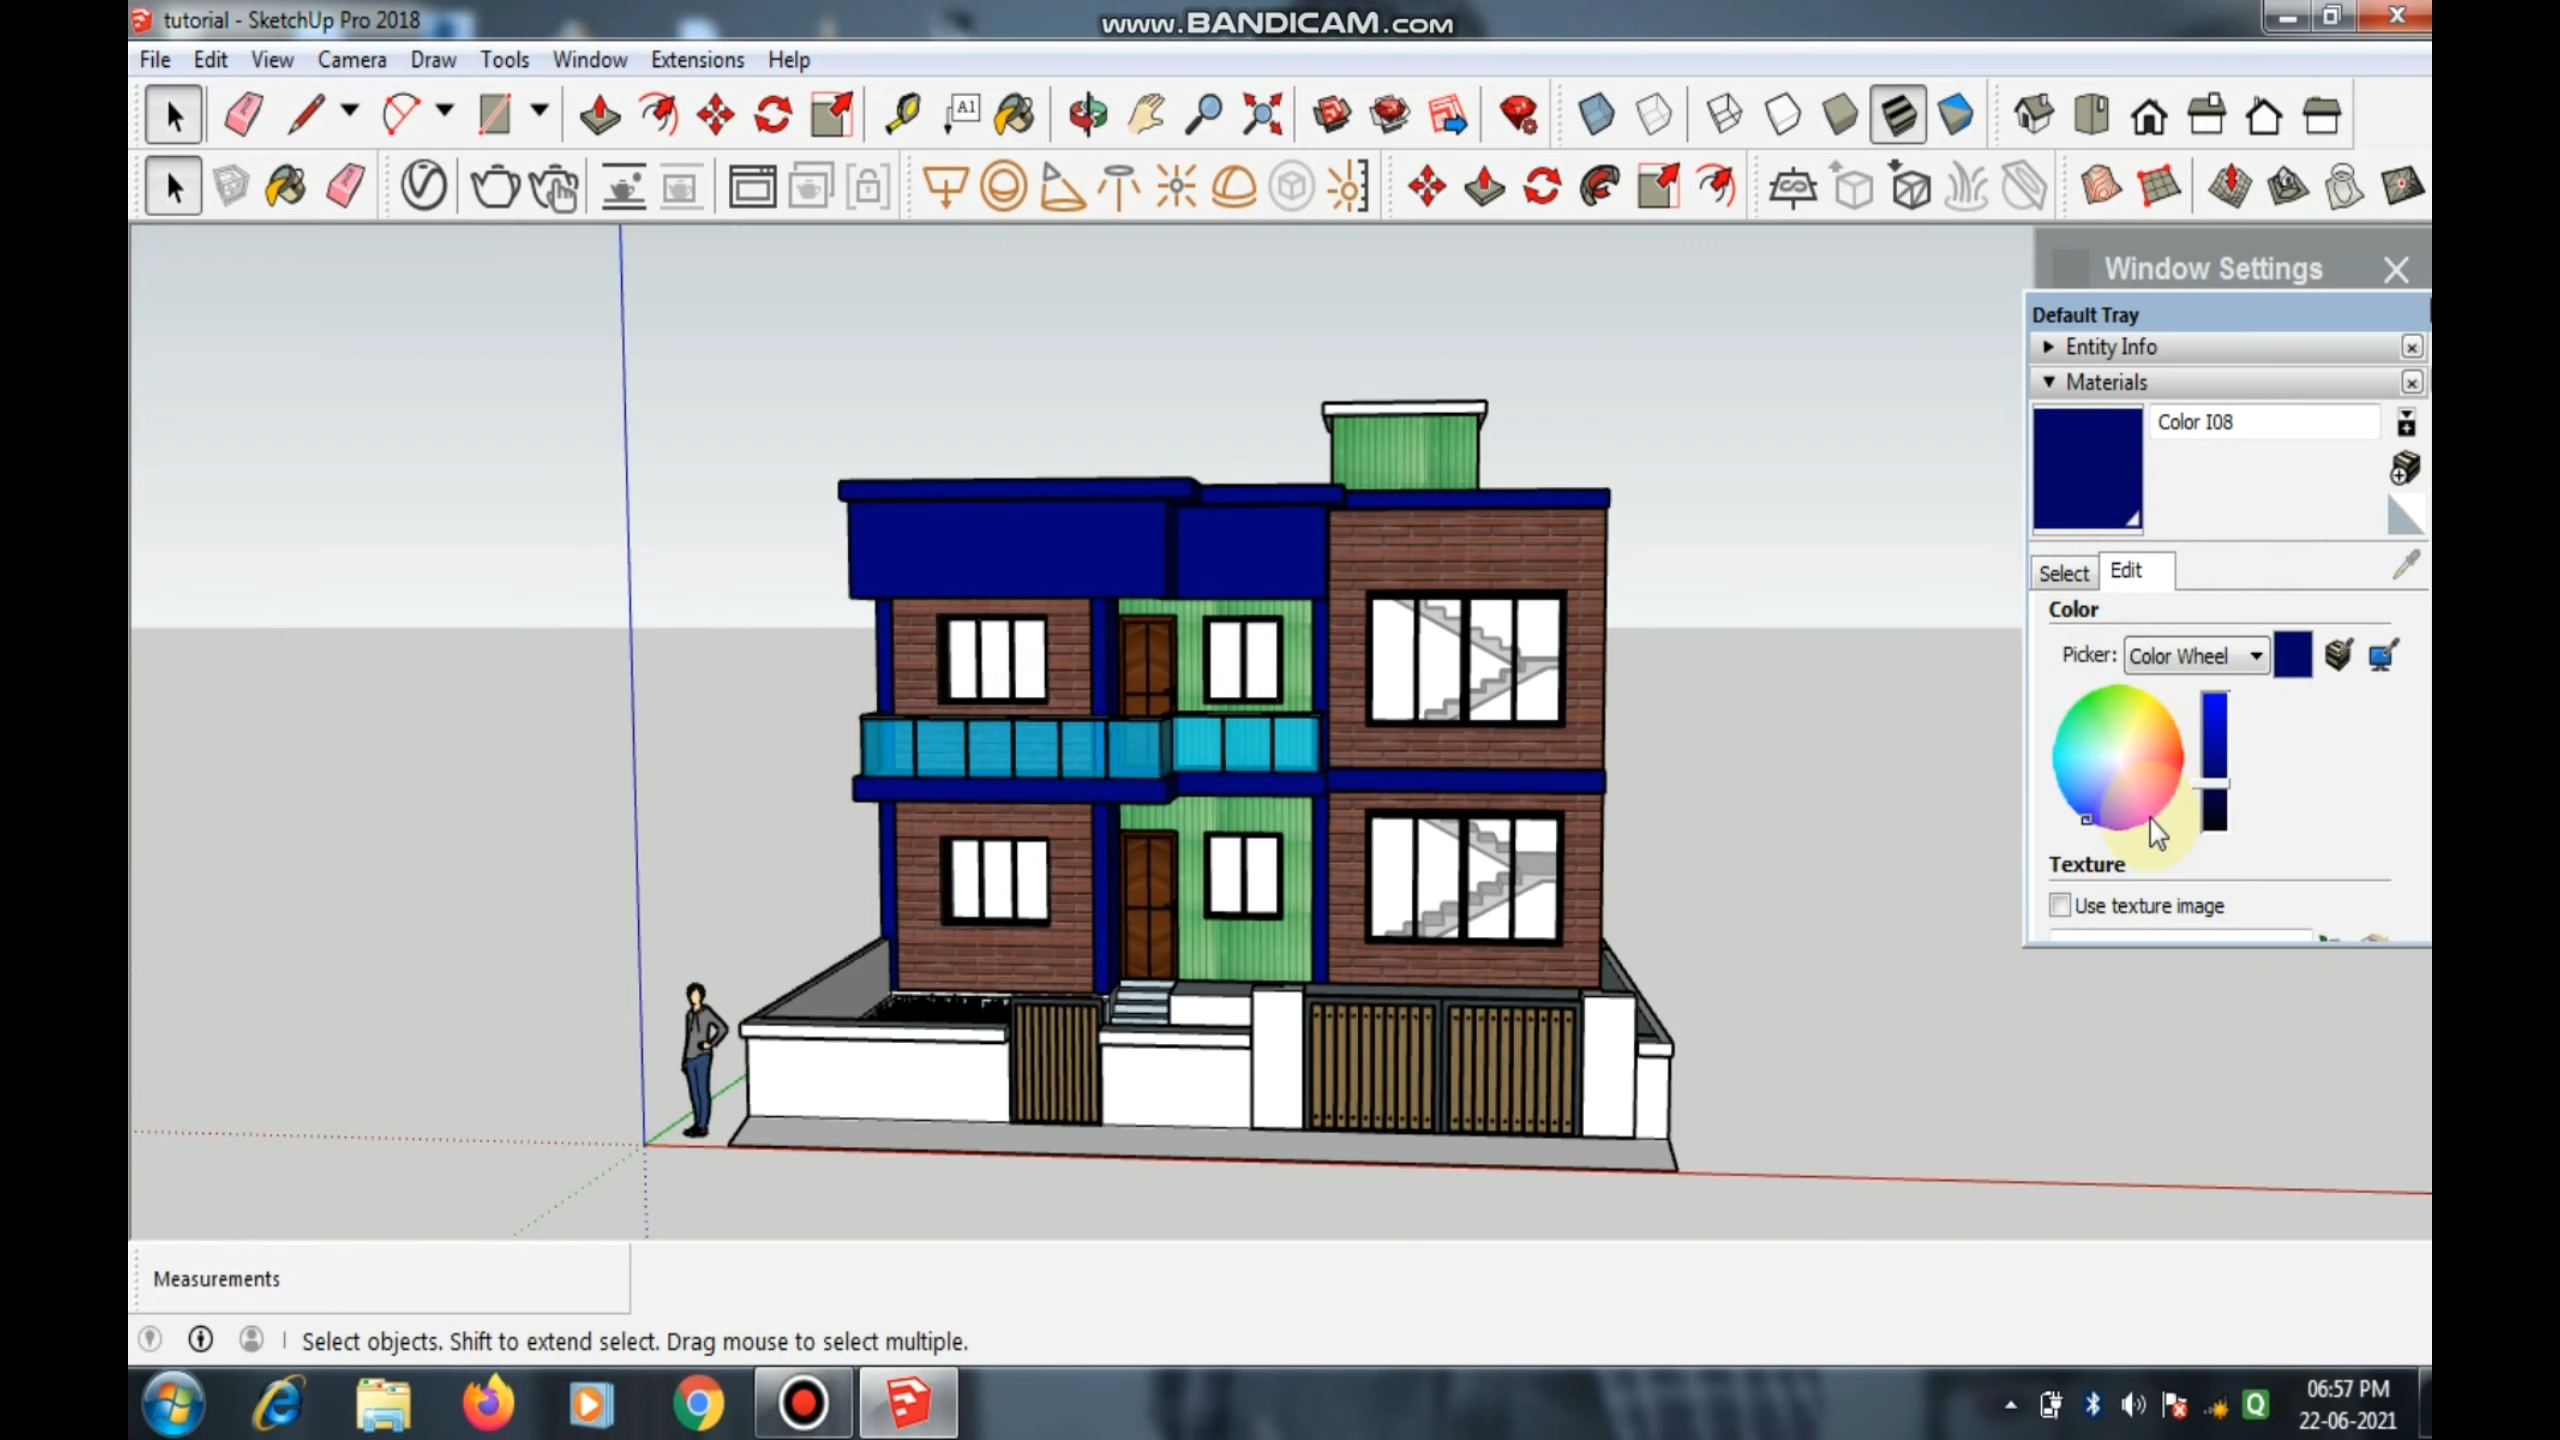 tutorial - SketchUp Pro 2018
www.BANDICAM.com
File Edit View Camera Draw Tools Window Extensions Help
A1
Window Settings
Default Tray
Entity Info
Materials
Color I08
Select Edit
Color
Picker: Color Wheel
Texture
Use texture image
Measurements
Select objects. Shift to extend select. Drag mouse to select multiple.
06:57 PM
22-06-2021